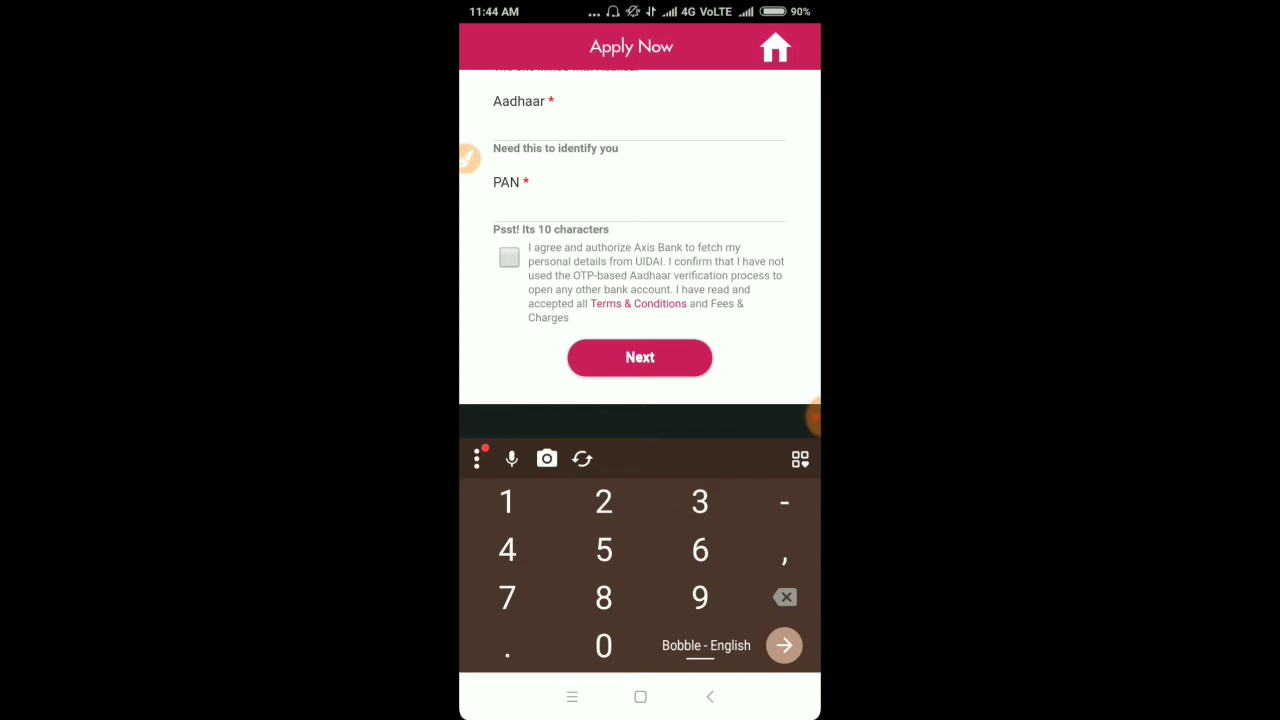 11:44 AM ... 4G VoLTE 90%
Apply Now
Aadhaar *
Need this to identify you
PAN *
Psst! Its 10 characters
I agree and authorize Axis Bank to fetch my
personal details from UIDAI. I confirm that I have not
used the OTP-based Aadhaar verification process to
open any other bank account. I have read and
accepted all Terms & Conditions and Fees &
Charges
Next
1 2 3 -
4 5 6 ,
7 8 9
. 0 Bobble - English